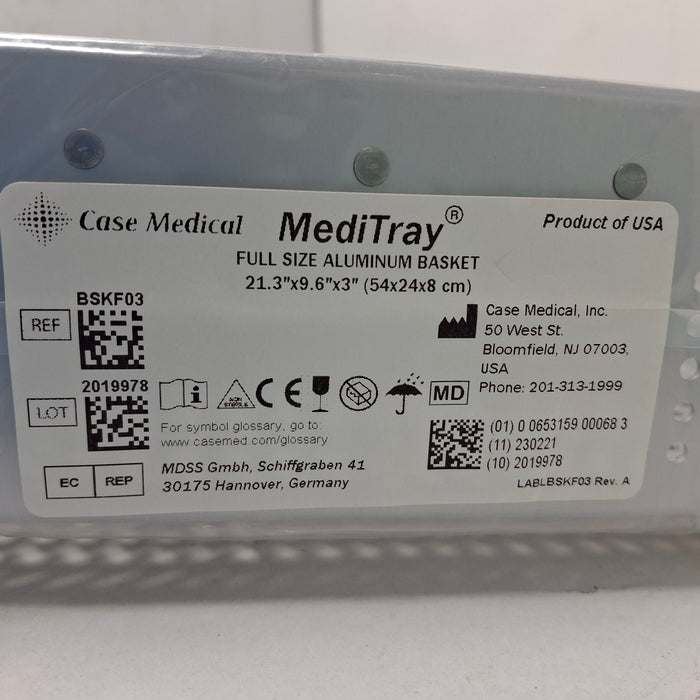 Case Medical MediTray® Product of USA
FULL SIZE ALUMINUM BASKET
21.3"x9.6"x3" (54x24x8 cm)
BSKF03
REF
Case Medical, Inc.
50 West St.
Bloomfield, NJ 07003,
USA
Phone: 201-313-1999
2019978
LOT
NON
STERILE
CE
MD
For symbol glossary, go to:
www.casemed.com/glossary
(01) 0 0653159 00068 3
(11) 230221
(10) 2019978
EC REP
MDSS Gmbh, Schiffgraben 41
30175 Hannover, Germany
LABLBSKF03 Rev. A